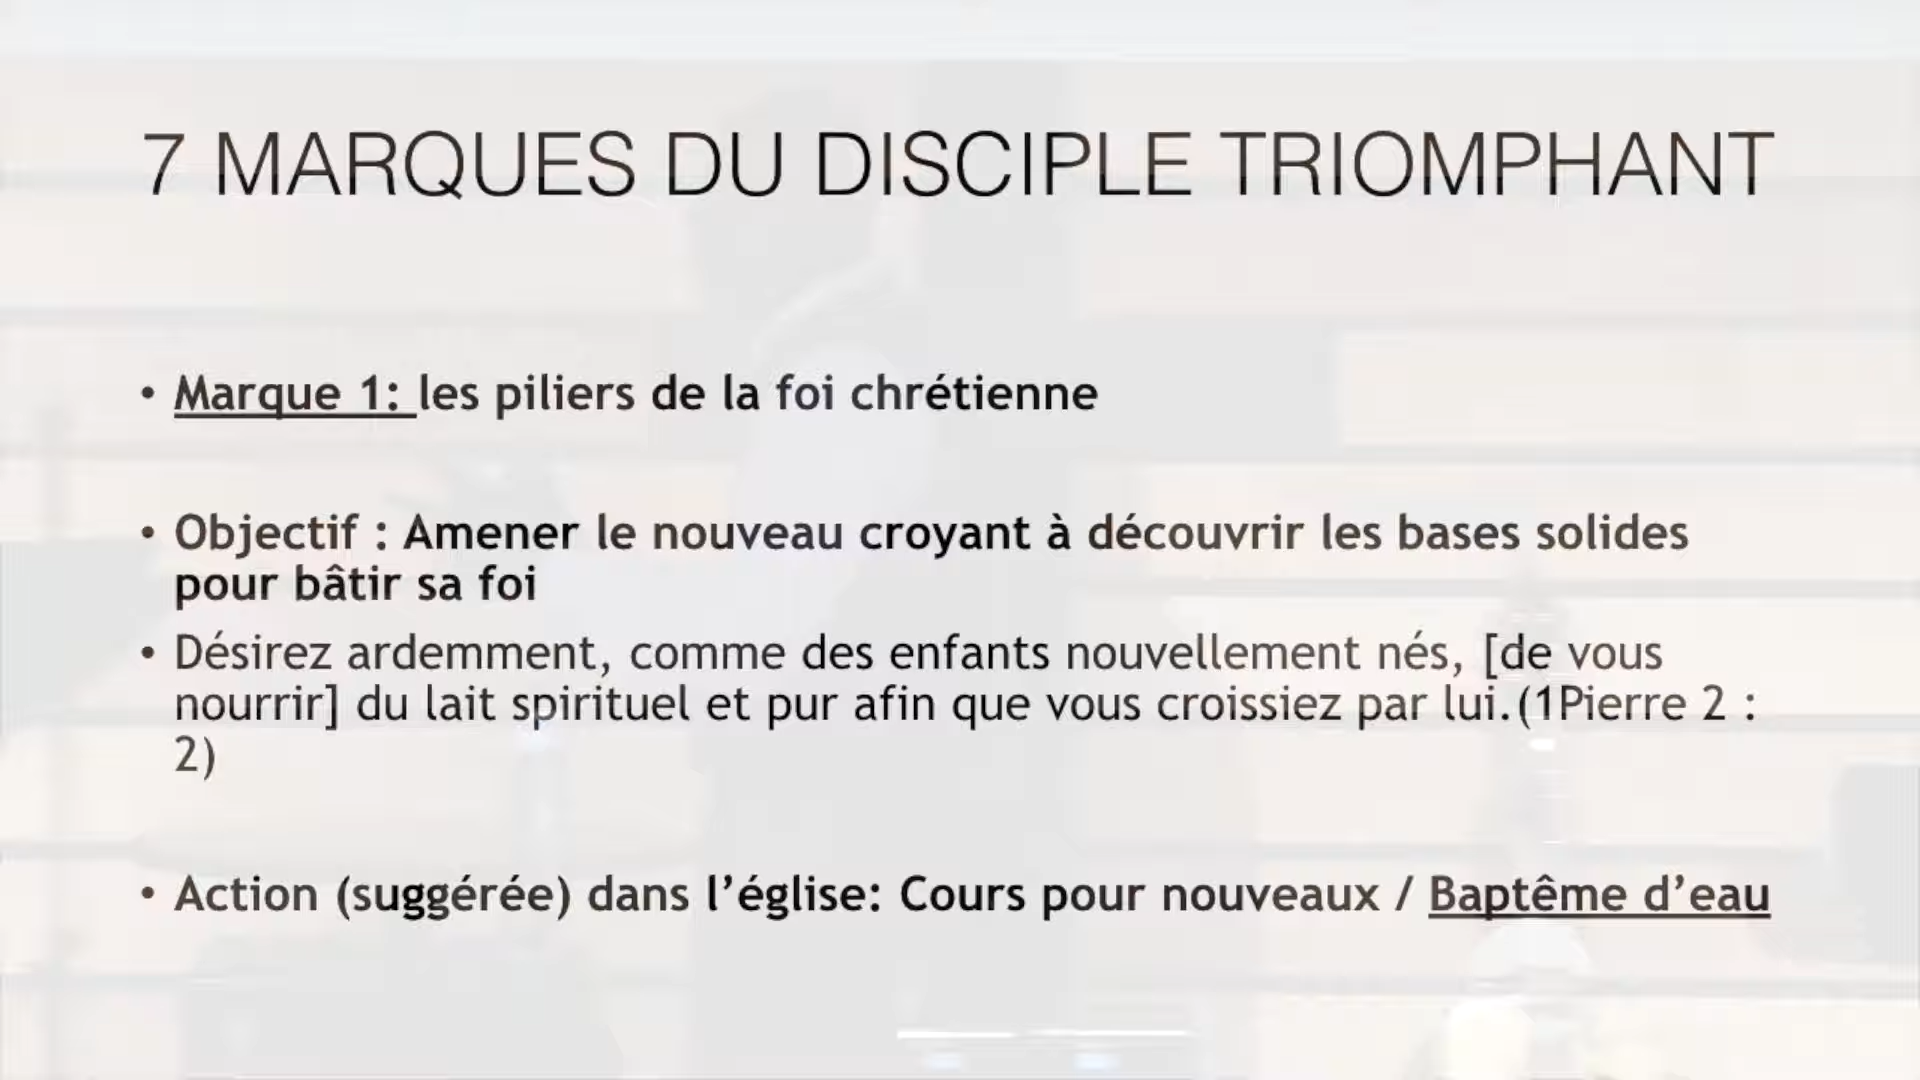 7 MARQUES DU DISCIPLE TRIOMPHANT
• Marque 1: les piliers de la foi chrétienne
• Objectif : Amener le nouveau croyant à découvrir les bases solides
pour bâtir sa foi
• Désirez ardemment, comme des enfants nouvellement nés, [de vous
nourrir] du lait spirituel et pur afin que vous croissiez par lui.(1Pierre 2 :
2)
• Action (suggérée) dans l’église: Cours pour nouveaux / Baptême d’eau